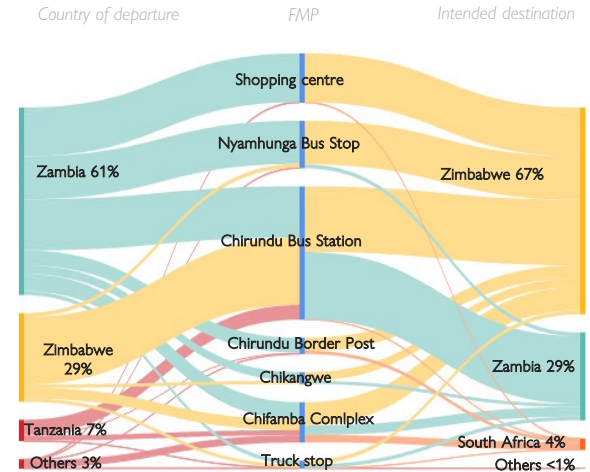 Country of departure
FMP
Intended destination
Shopping centre
Nyamhunga Bus Stop
Zambia 61%
Zimbabwe 67%
Chirundu Bus Station
Chirundu Border Post
Zimbabwe
29%
Zambia 29%
Chikangwe
Chifamba Comlplex
Tanzania 7%
South Africa 4%
Others 3%
Truck stop
Others <1%